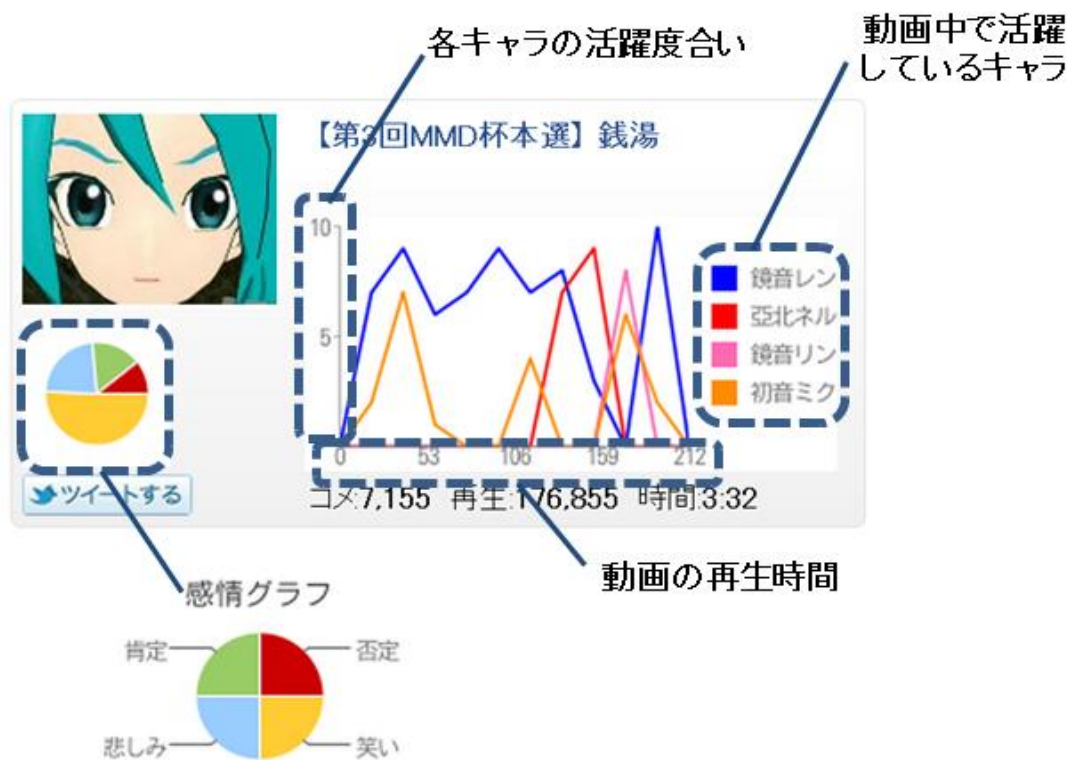 各キャラの活躍度合い
動画中で活躍
しているキャラ
【第3回MMD杯本選】銭湯
10
5
鏡音レン
亞北ネル
鏡音リン
初音ミク
0 53 106 159 212
ツイートする
コメ:7,155 再生:176,855 時間:3:32
動画の再生時間
感情グラフ
肯定
否定
悲しみ
笑い